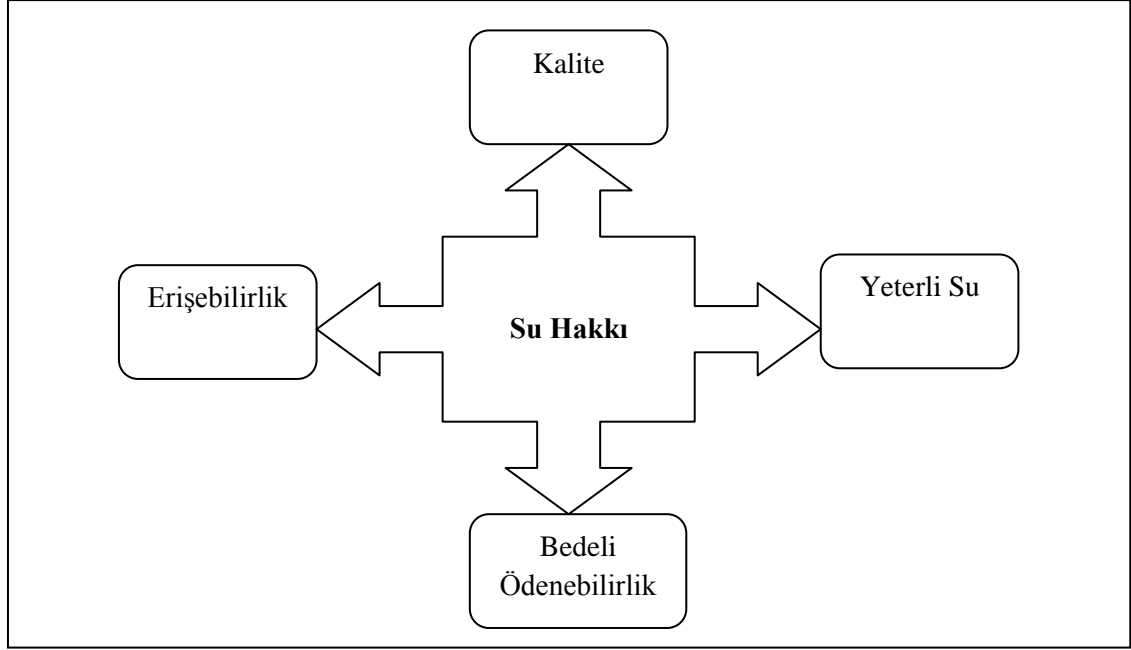 Kalite
Erişebilirlik
Su Hakkı
Yeterli Su
Bedeli
Ödenebilirlik